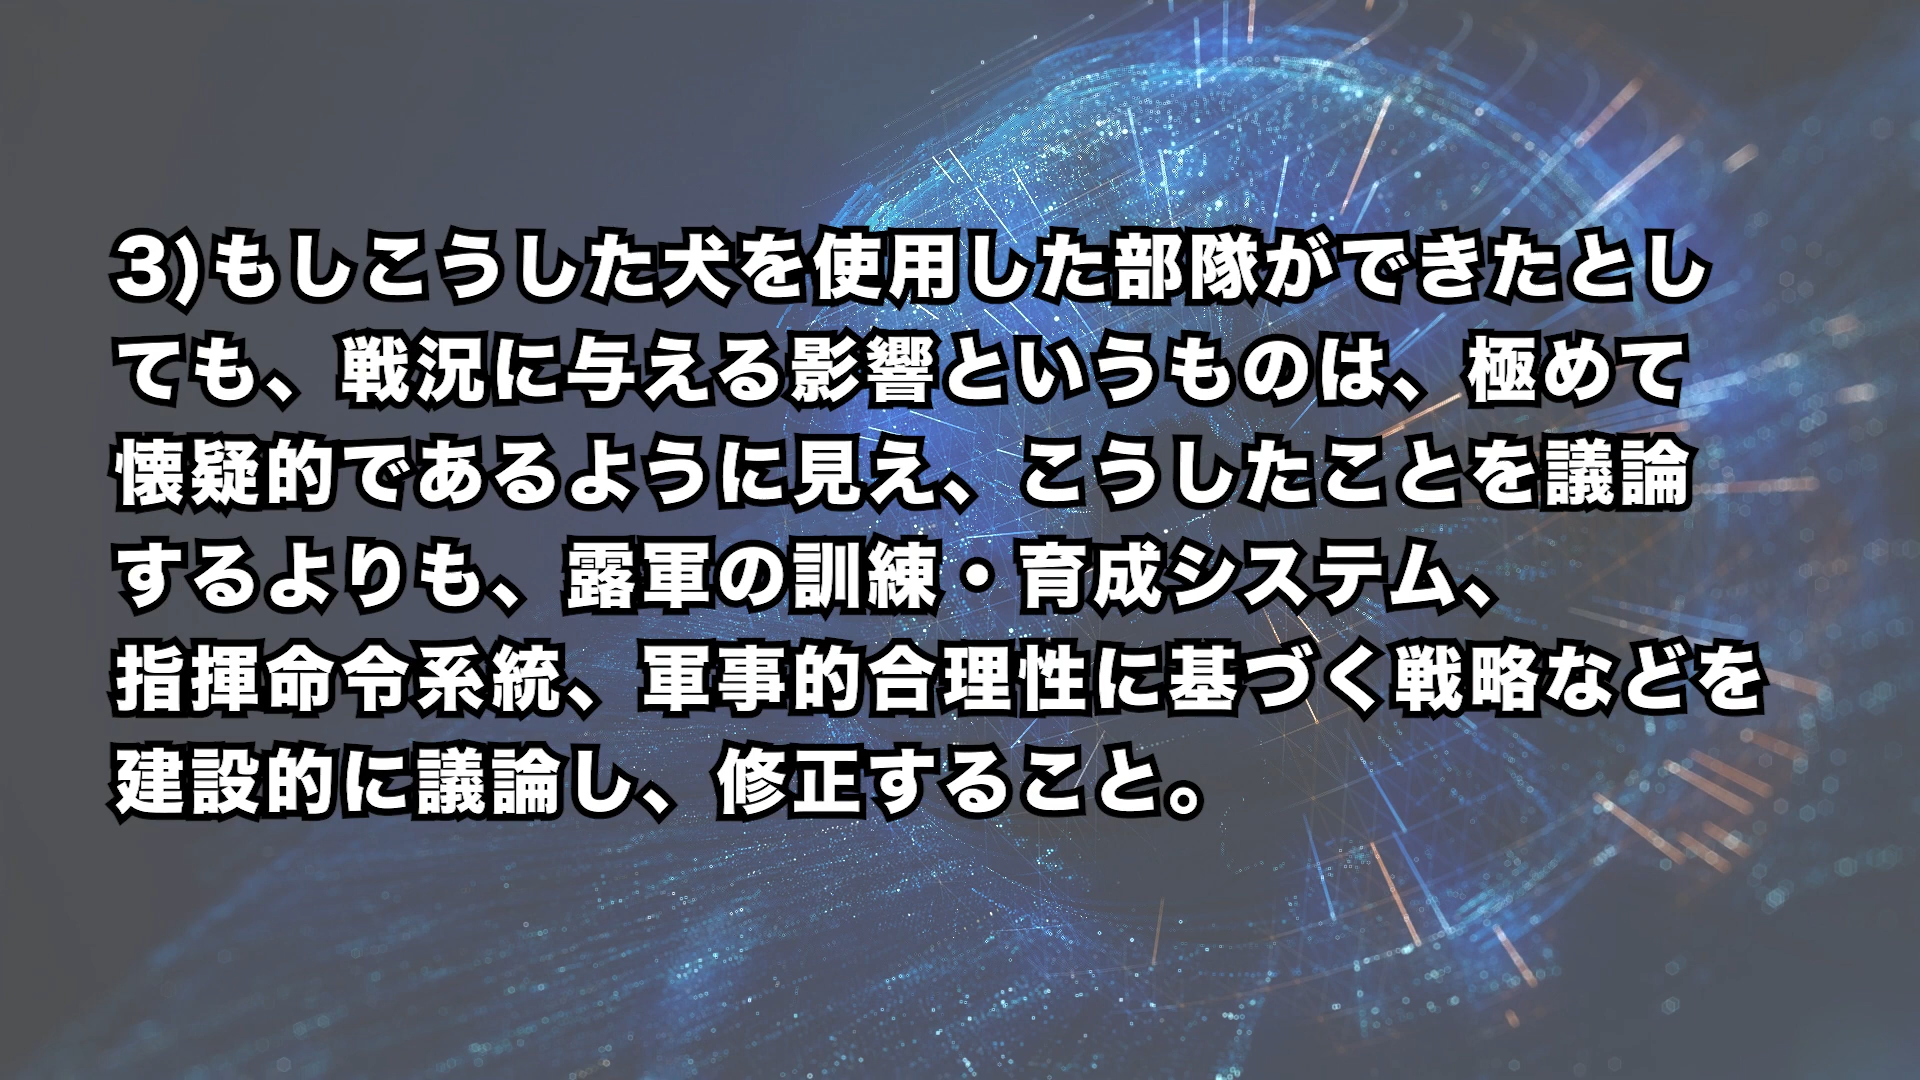 3)もしこうした犬を使用した部隊ができたとし
ても、戦況に与える影響というものは、極めて
懐疑的であるように見え、こうしたことを議論
するよりも、露軍の訓練・育成システム、
指揮命令系統、軍事的合理性に基づく戦略などを
建設的に議論し、修正すること。